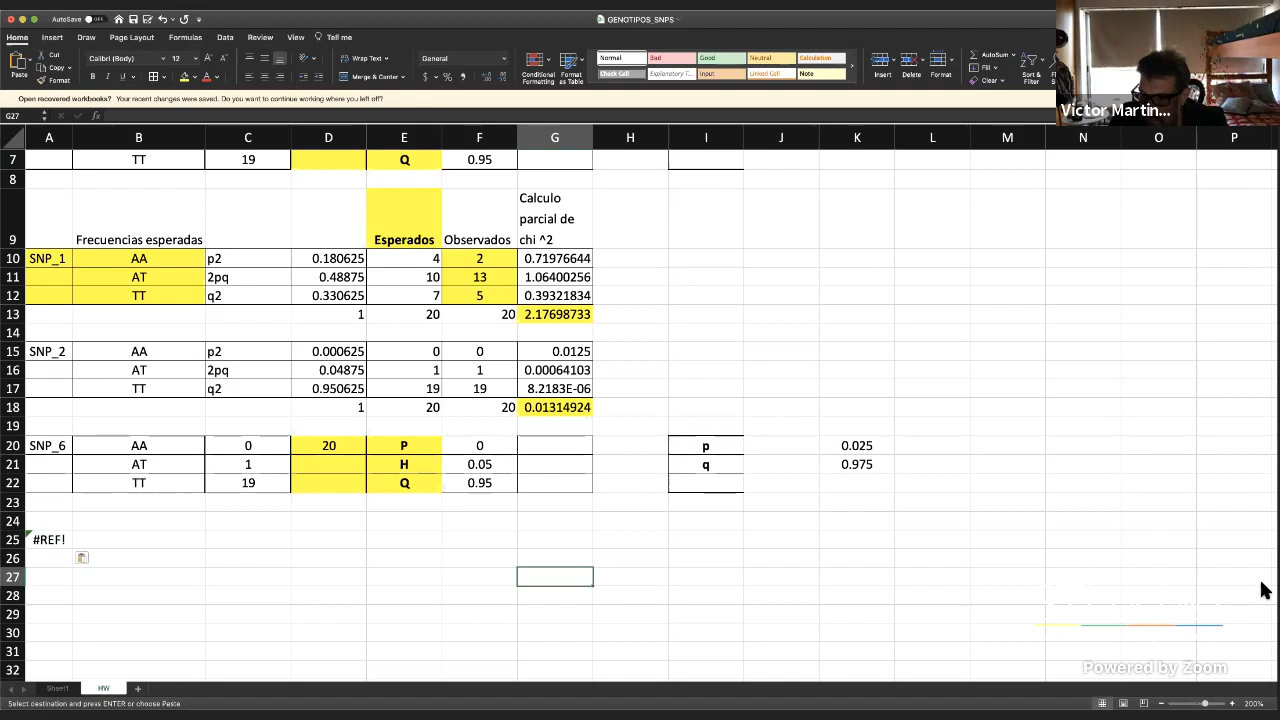 AutoSave OFF
GENOTIPOS_SNPS
Home Insert Draw Page Layout Formulas Data Review View Tell me
Paste
Cut
Copy
Format
Calibri (Body) 12
Wrap Text
Merge & Center
General
Conditional Formatting
Format as Table
Normal Bad Good Neutral Calculation
Check Cell Explanatory T... Input Linked Cell Note
Insert Delete Format
AutoSum
Fill
Clear
Sort &
Victor Martin...
Open recovered workbooks? Your recent changes were saved. Do you want to continue working where you left off?
G27 fx
A B C D E F G H I J K L M N O P
7 TT 19 Q 0.95
8
9 Frecuencias esperadas Esperados Observados Calculo parcial de chi ^2
10 SNP_1 AA p2 0.180625 4 2 0.71976644
11 AT 2pq 0.48875 10 13 1.06400256
12 TT q2 0.330625 7 5 0.39321834
13 1 20 20 2.17698733
14
15 SNP_2 AA p2 0.000625 0 0 0.0125
16 AT 2pq 0.04875 1 1 0.00064103
17 TT q2 0.950625 19 19 8.2183E-06
18 1 20 20 0.01314924
19
20 SNP_6 AA 0 20 P 0 p 0.025
21 AT 1 H 0.05 q 0.975
22 TT 19 Q 0.95
23
24
25 #REF!
26
27
28
29
30
31
32
Powered by Zoom
Sheet1 HW +
Select destination and press ENTER or choose Paste
200%